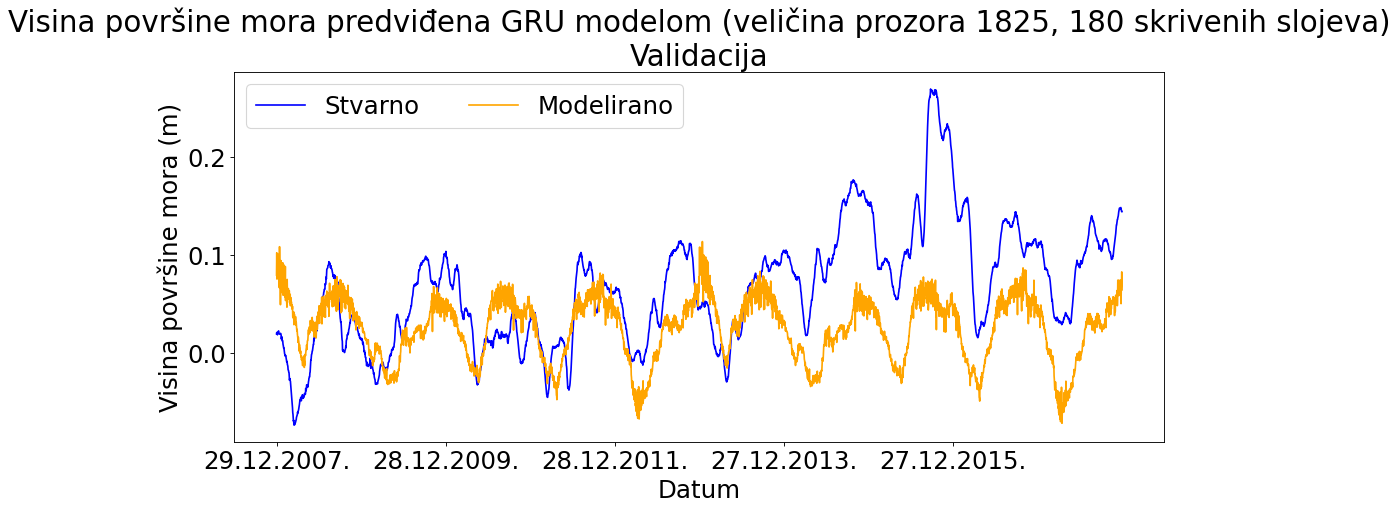 Visina površine mora predviđena GRU modelom (veličina prozora 1825, 180 skrivenih slojeva)
Validacija
Stvarno
Modelirano
Visina površine mora (m)
0.2
0.1
0.0
29.12.2007.
28.12.2009.
28.12.2011.
27.12.2013.
27.12.2015.
Datum